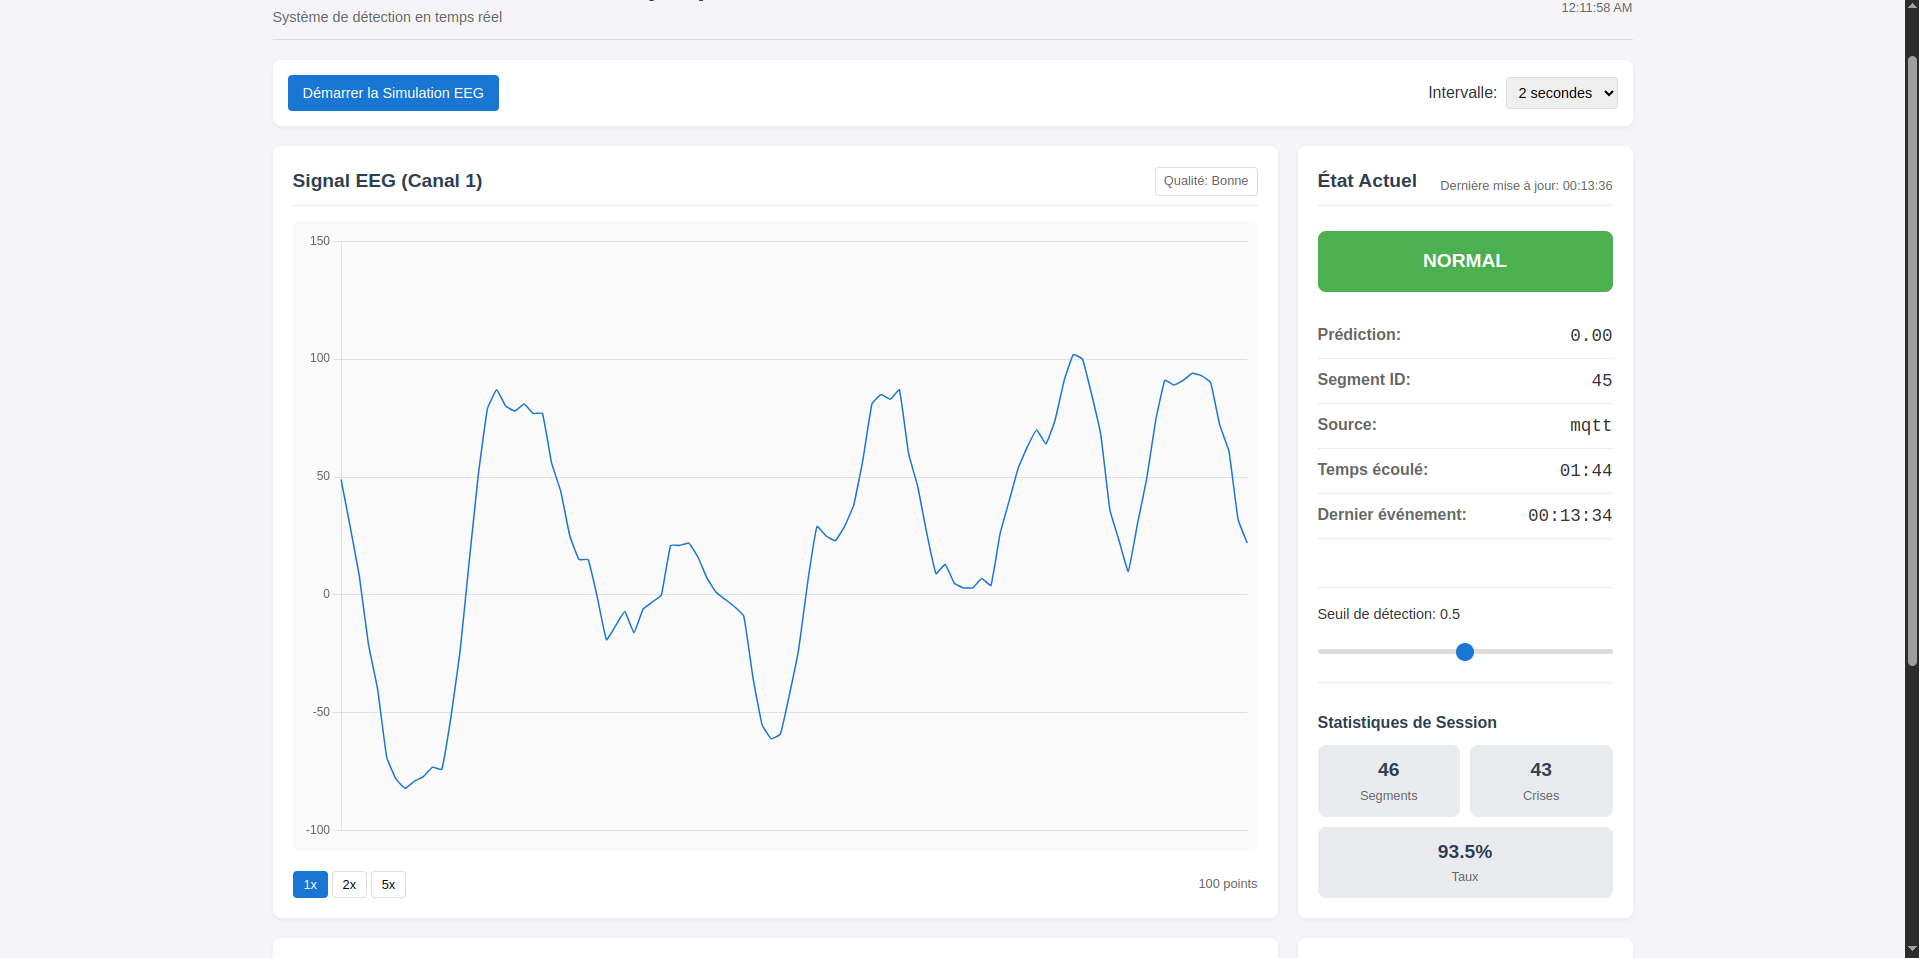 Système de détection en temps réel
12:11:58 AM
Démarrer la Simulation EEG
Intervalle:
2 secondes
Signal EEG (Canal 1)
Qualité: Bonne
150
100
50
0
-50
-100
1x
2x
5x
100 points
État Actuel
Dernière mise à jour: 00:13:36
NORMAL
Prédiction:
0.00
Segment ID:
45
Source:
mqtt
Temps écoulé:
01:44
Dernier événement:
00:13:34
Seuil de détection: 0.5
Statistiques de Session
46
Segments
43
Crises
93.5%
Taux